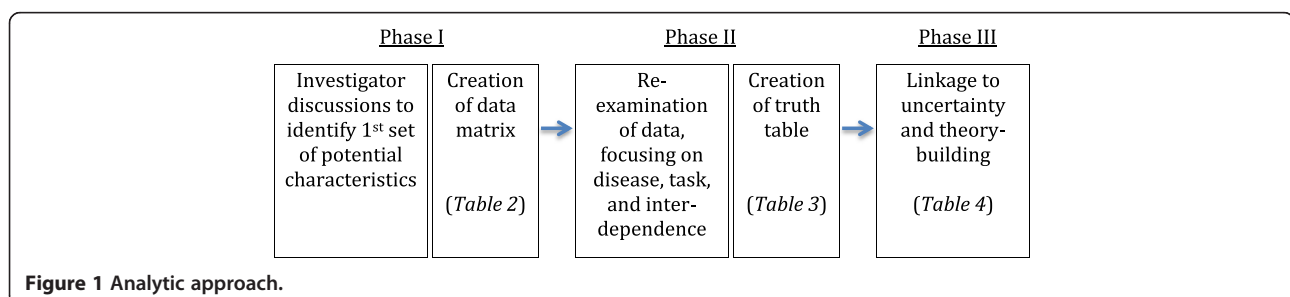 Phase I
Investigator
discussions to
identify 1st set
of potential
characteristics
Creation
of data
matrix
(Table 2)
Phase II
Re-
examination
of data,
focusing on
disease, task,
and inter-
dependence
Creation
of truth
table
(Table 3)
Phase III
Linkage to
uncertainty
and theory-
building
(Table 4)
Figure 1 Analytic approach.